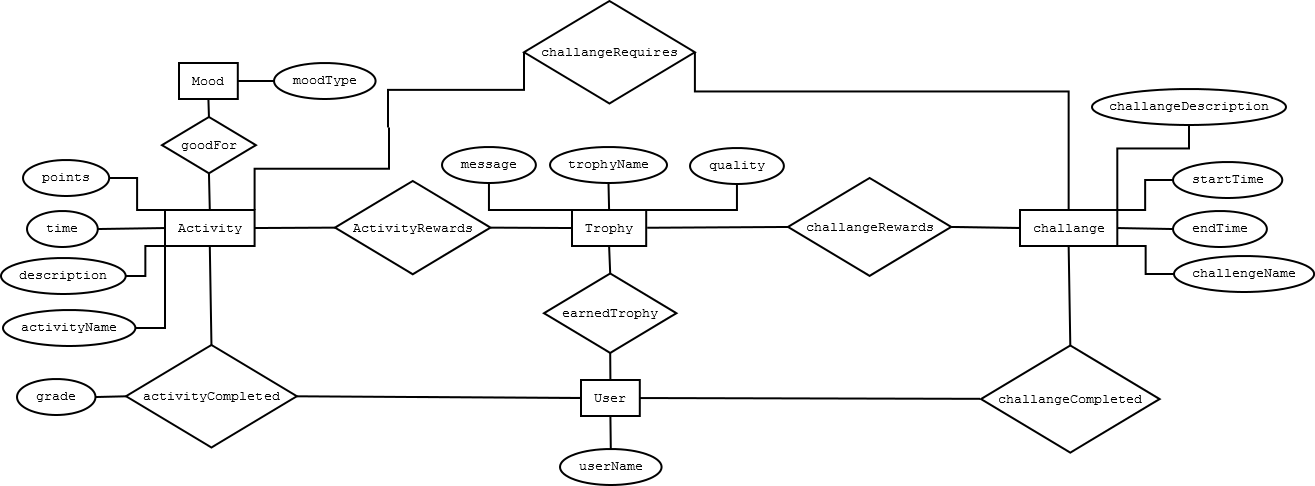 challangeRequires
Mood
moodType
challangeDescription
goodFor
message
trophyName
quality
points
startTime
time
Activity
ActivityRewards
Trophy
challangeRewards
challange
endTime
description
challengeName
earnedTrophy
activityName
grade
activityCompleted
User
challangeCompleted
userName